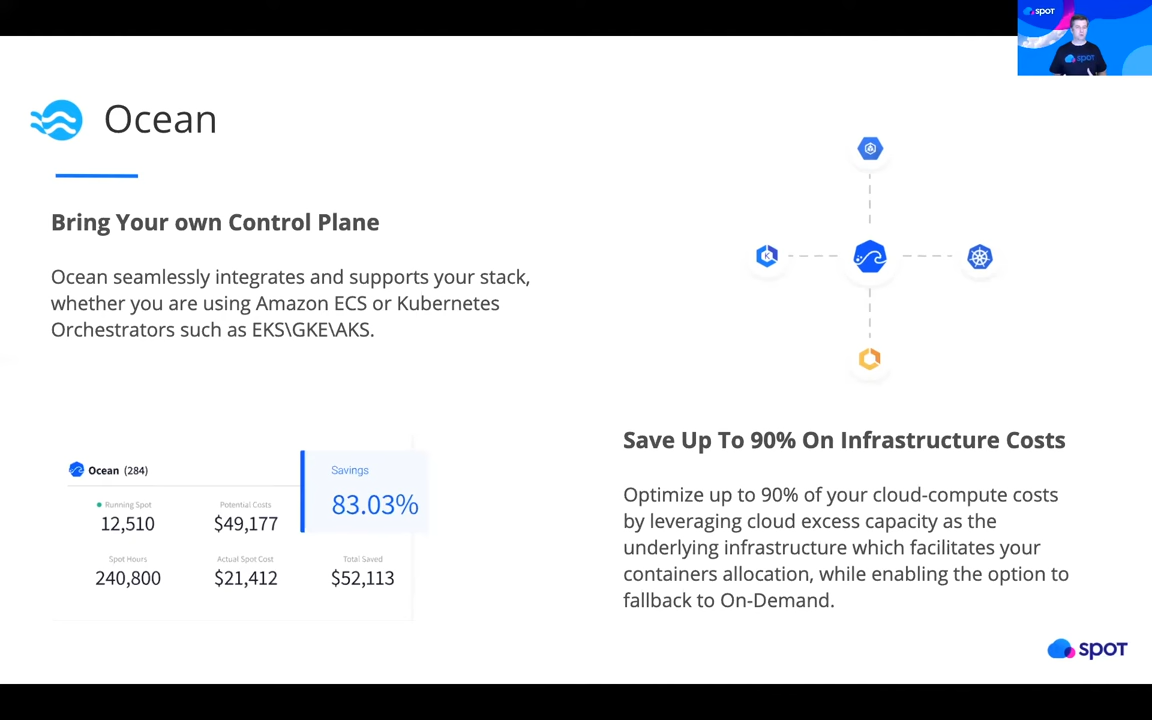 spot
spot
Ocean
Bring Your own Control Plane
Ocean seamlessly integrates and supports your stack,
whether you are using Amazon ECS or Kubernetes
Orchestrators such as EKS\GKE\AKS.
K
Ocean (284)
Savings
83.03%
Running Spot
Potential Costs
12,510
$49,177
Spot Hours
Actual Spot Cost
Total Saved
240,800
$21,412
$52,113
Save Up To 90% On Infrastructure Costs
Optimize up to 90% of your cloud-compute costs
by leveraging cloud excess capacity as the
underlying infrastructure which facilitates your
containers allocation, while enabling the option to
fallback to On-Demand.
spot